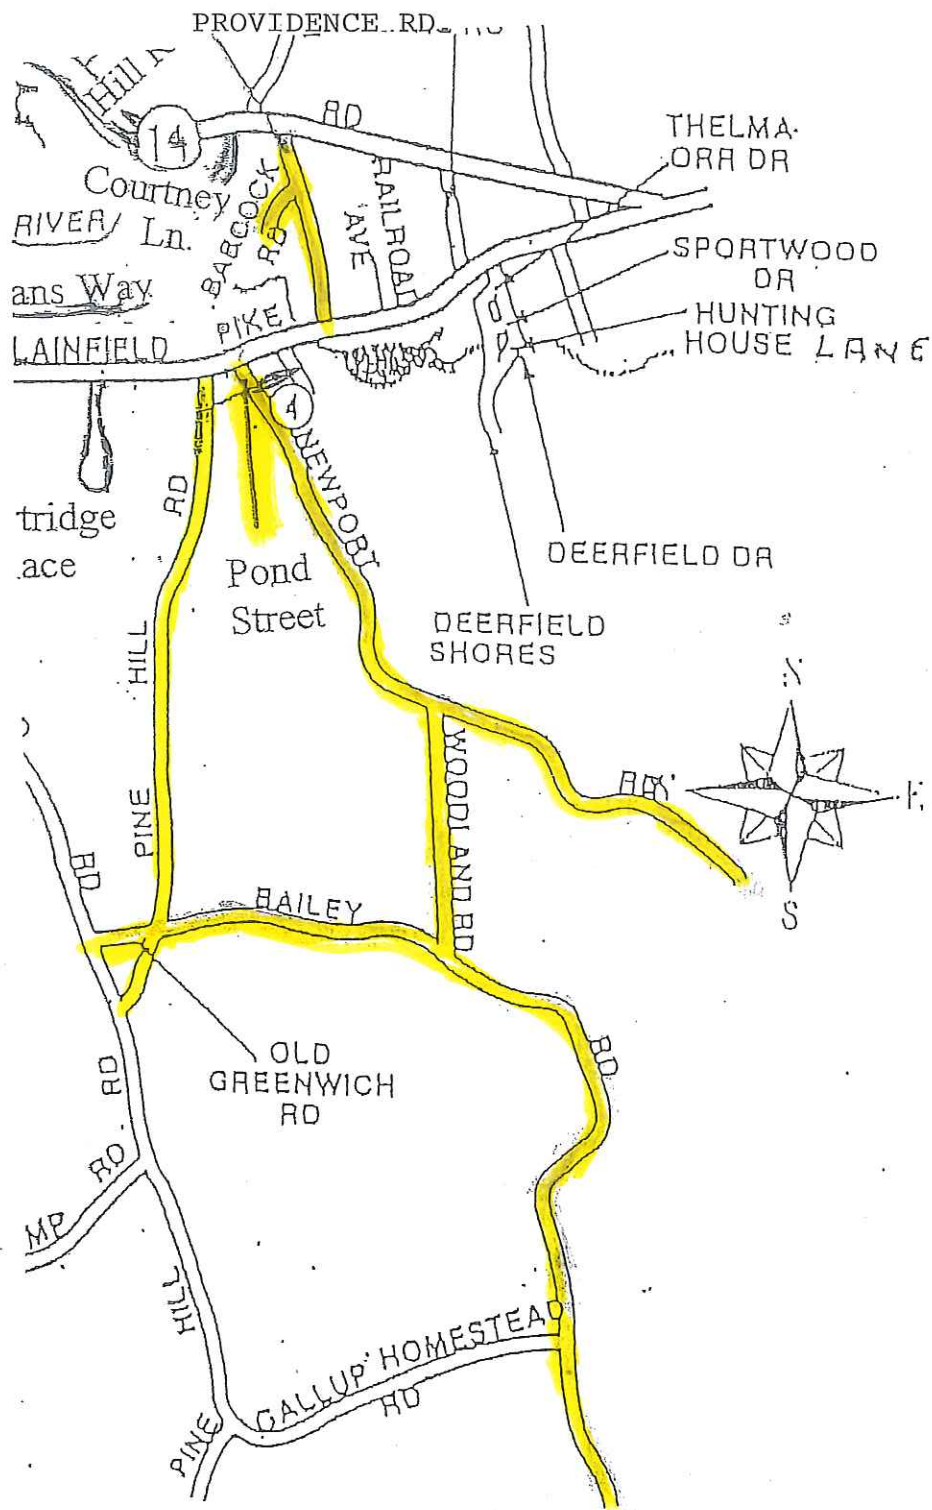 PROVIDENCE RD
Hill
14
RD
THELMA
ORR DR
Courtney
Ln.
RIVER
BABCOCK
RD
RAILROAD
AVE
ans Way
SPORTWOOD
DR
PIKE
HUNTING
HOUSE LANE
LAINFIELD
NEWPORT
RD
tridge
ace
Pond
Street
DEERFIELD DR
DEERFIELD
SHORES
HILL
PINE
N
WOODLAND RD
RD
E
S
RD
BAILEY
RD
OLD
GREENWICH
RD
RD
RD
MP
HILL
GALLUP HOMESTEAD
RD
PINE